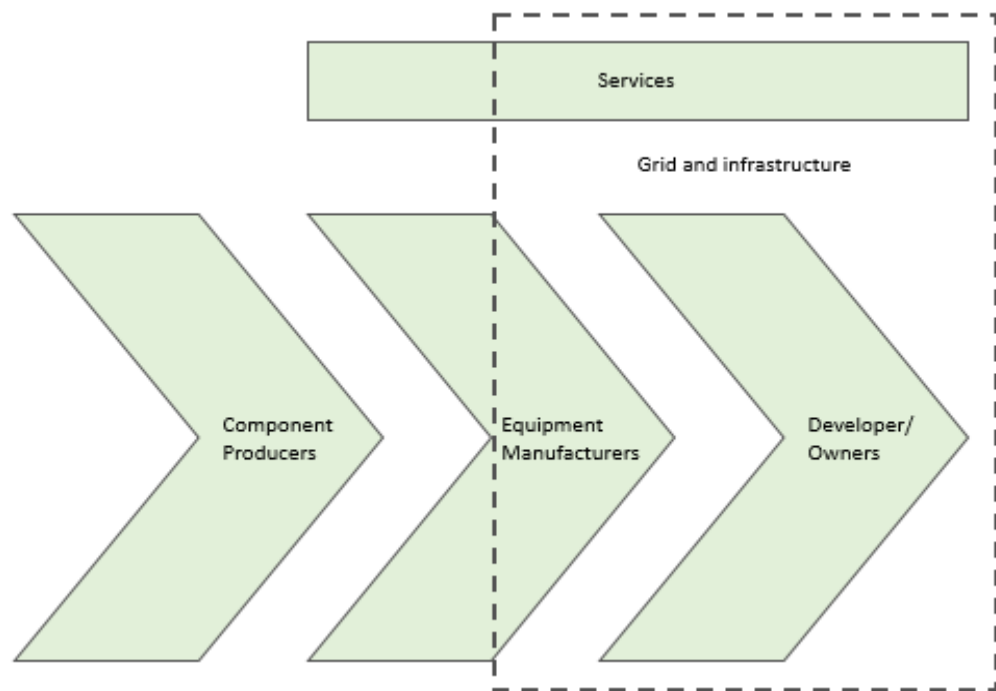 Services
Grid and infrastructure
Component
Producers
Equipment
Manufacturers
Developer/
Owners